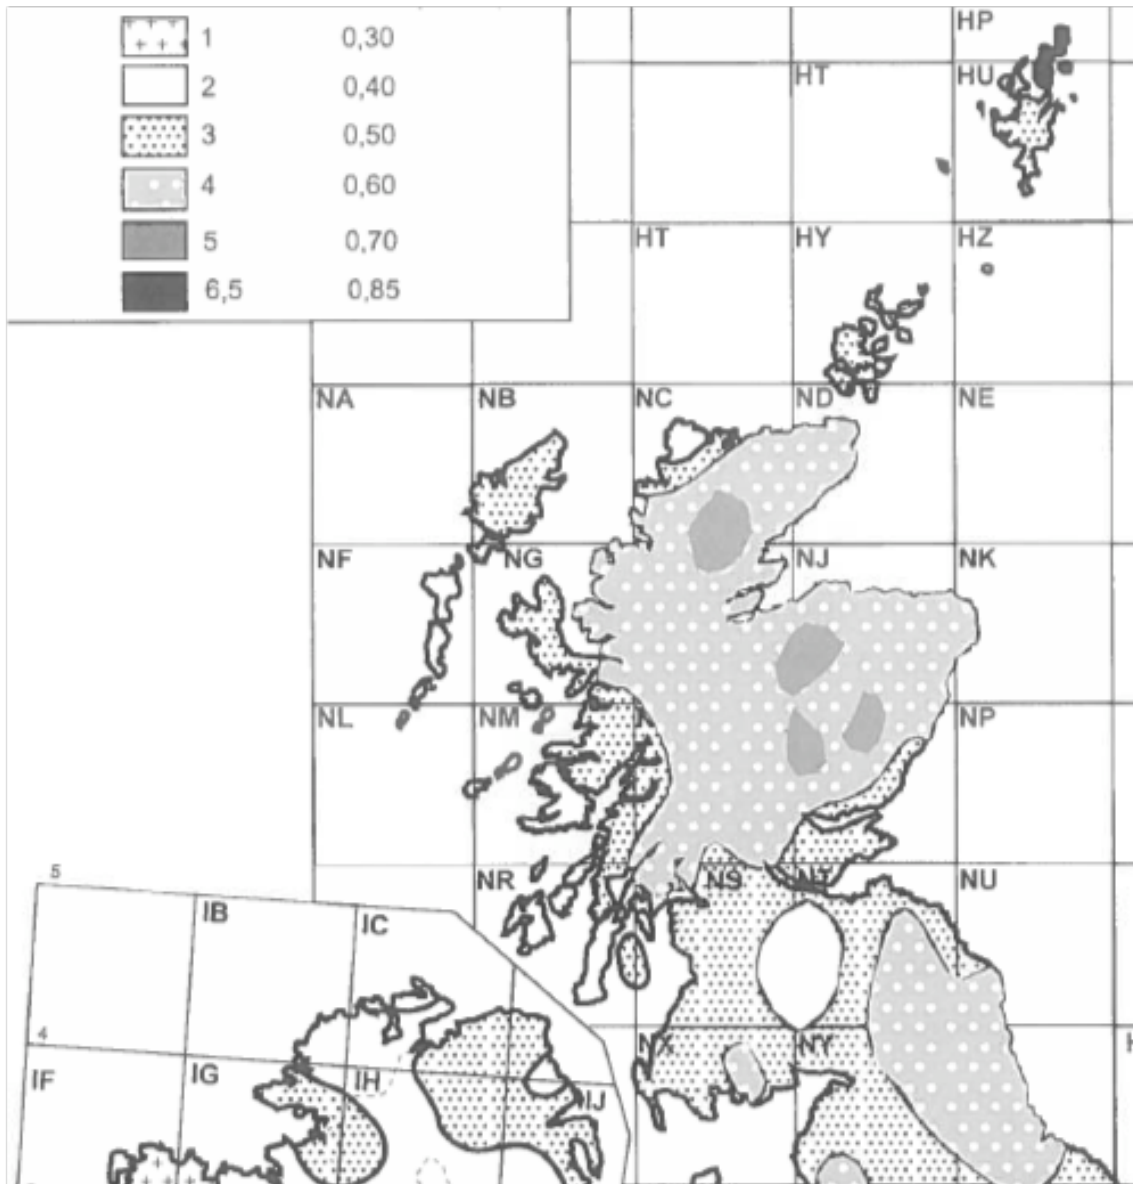 1 0,30
2 0,40
3 0,50
4 0,60
5 0,70
6,5 0,85
HP
HT HU
HT HY HZ
NA NB NC ND NE
NF NG NJ NK
NL NM NP
NR NS NT NU
5
IB IC
4
NX NY
IF IG IH IJ